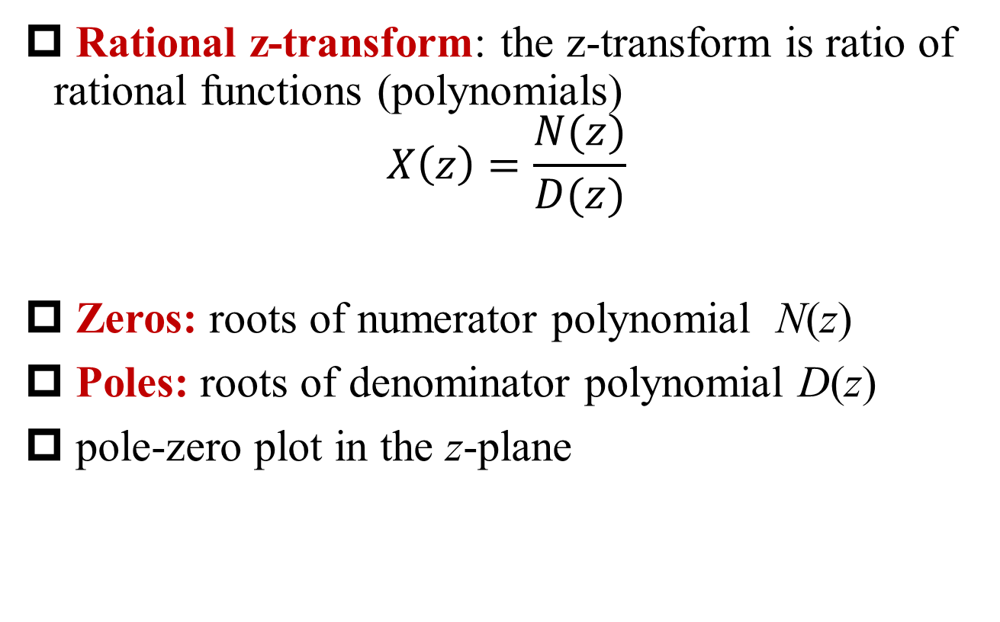 ❑ Rational z-transform: the z-transform is ratio of
rational functions (polynomials)
X(z) = N(z)/D(z)
❑ Zeros: roots of numerator polynomial N(z)
❑ Poles: roots of denominator polynomial D(z)
❑ pole-zero plot in the z-plane